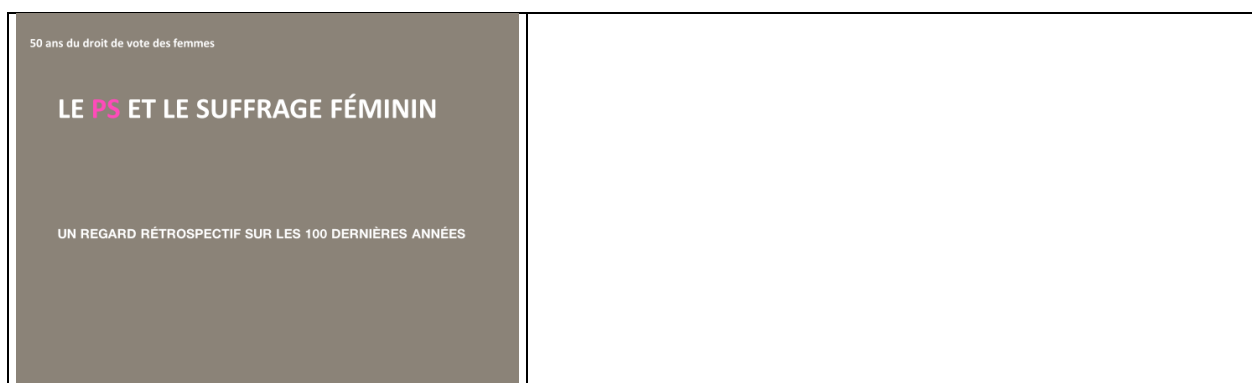 50 ans du droit de vote des femmes
LE PS ET LE SUFFRAGE FÉMININ
UN REGARD RÉTROSPECTIF SUR LES 100 DERNIÈRES ANNÉES